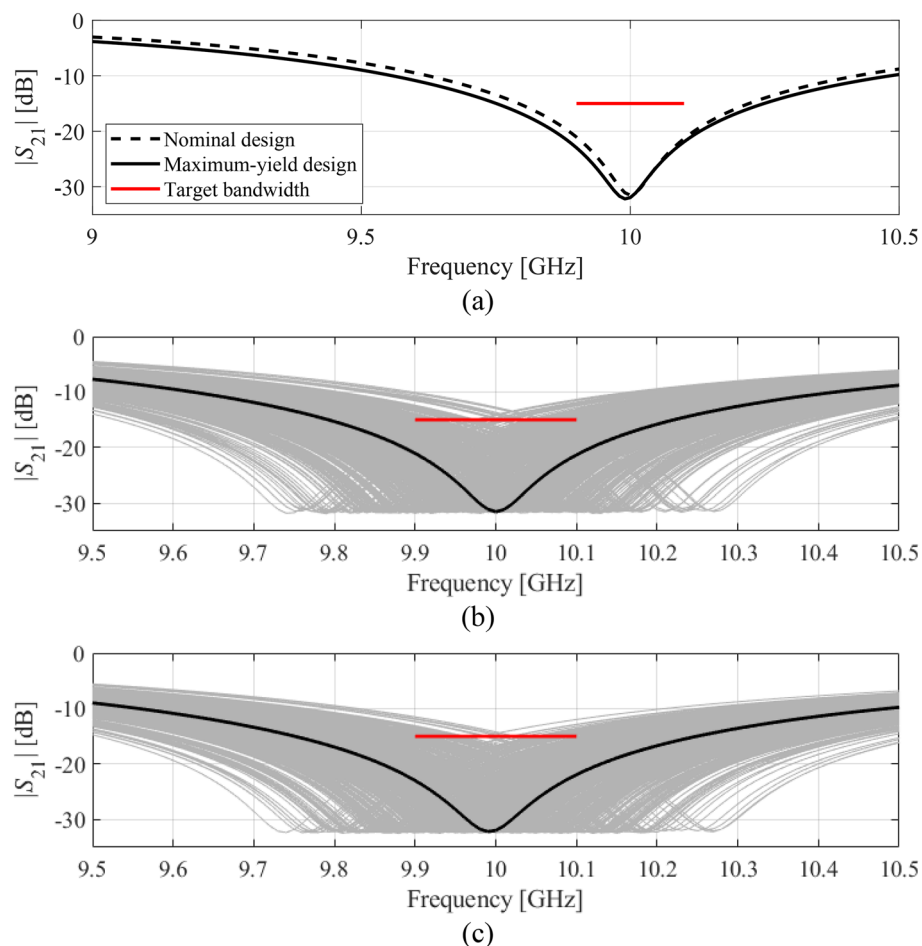 0
-10
-20
-30
|S21| [dB]
Nominal design
Maximum-yield design
Target bandwidth
9 9.5 10 10.5
Frequency [GHz]
(a)
0
-10
-20
-30
|S21| [dB]
9.5 9.6 9.7 9.8 9.9 10 10.1 10.2 10.3 10.4 10.5
Frequency [GHz]
(b)
0
-10
-20
-30
|S21| [dB]
9.5 9.6 9.7 9.8 9.9 10 10.1 10.2 10.3 10.4 10.5
Frequency [GHz]
(c)